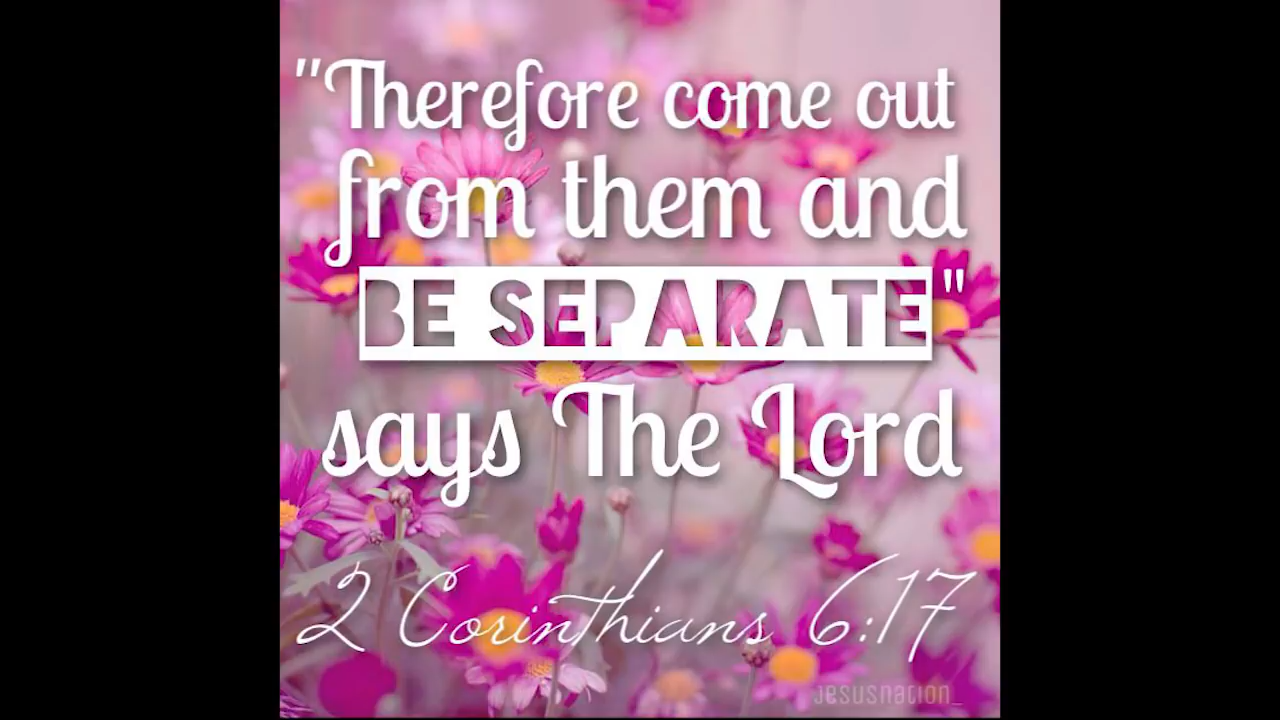 "Therefore come out
from them and
BE SEPARATE"
says The Lord
2 Corinthians 6:17
Jesusnation_